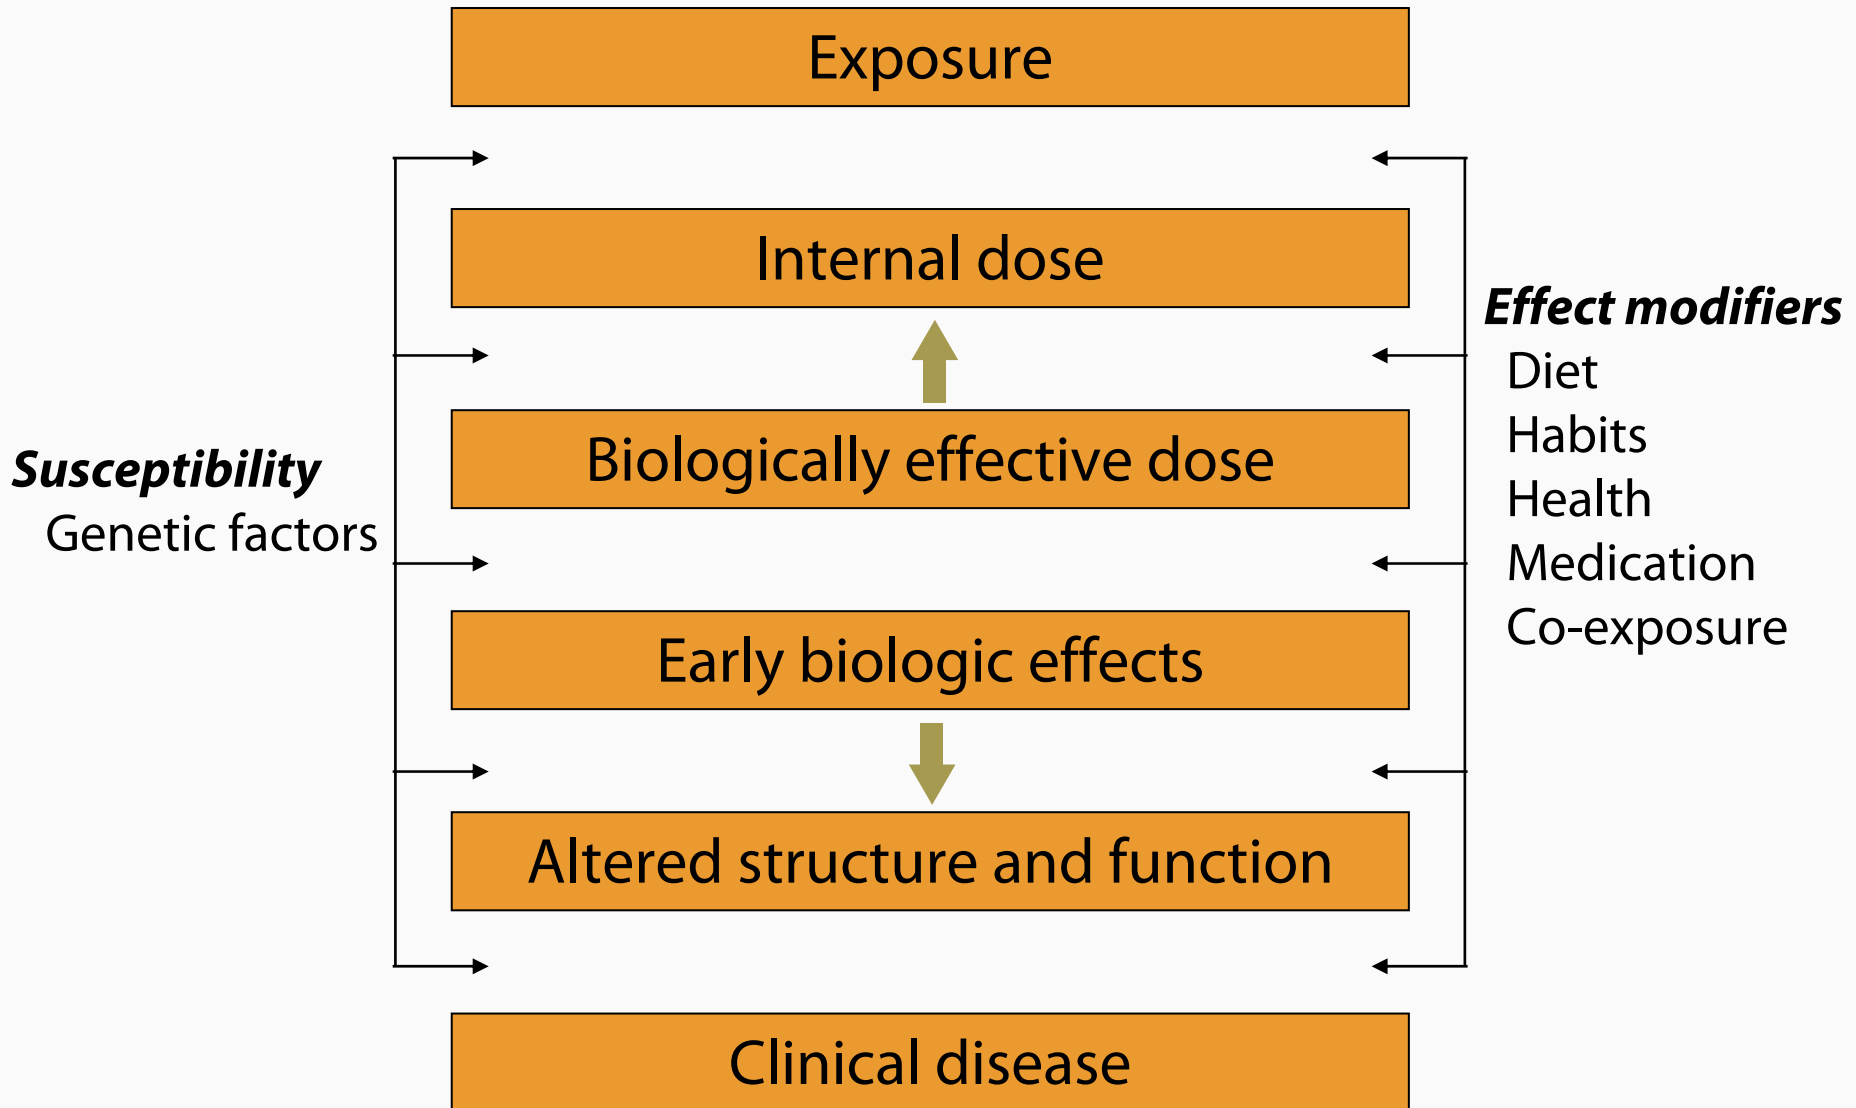 Exposure
Internal dose
Biologically effective dose
Early biologic effects
Altered structure and function
Clinical disease
Susceptibility
Genetic factors
Effect modifiers
Diet
Habits
Health
Medication
Co-exposure